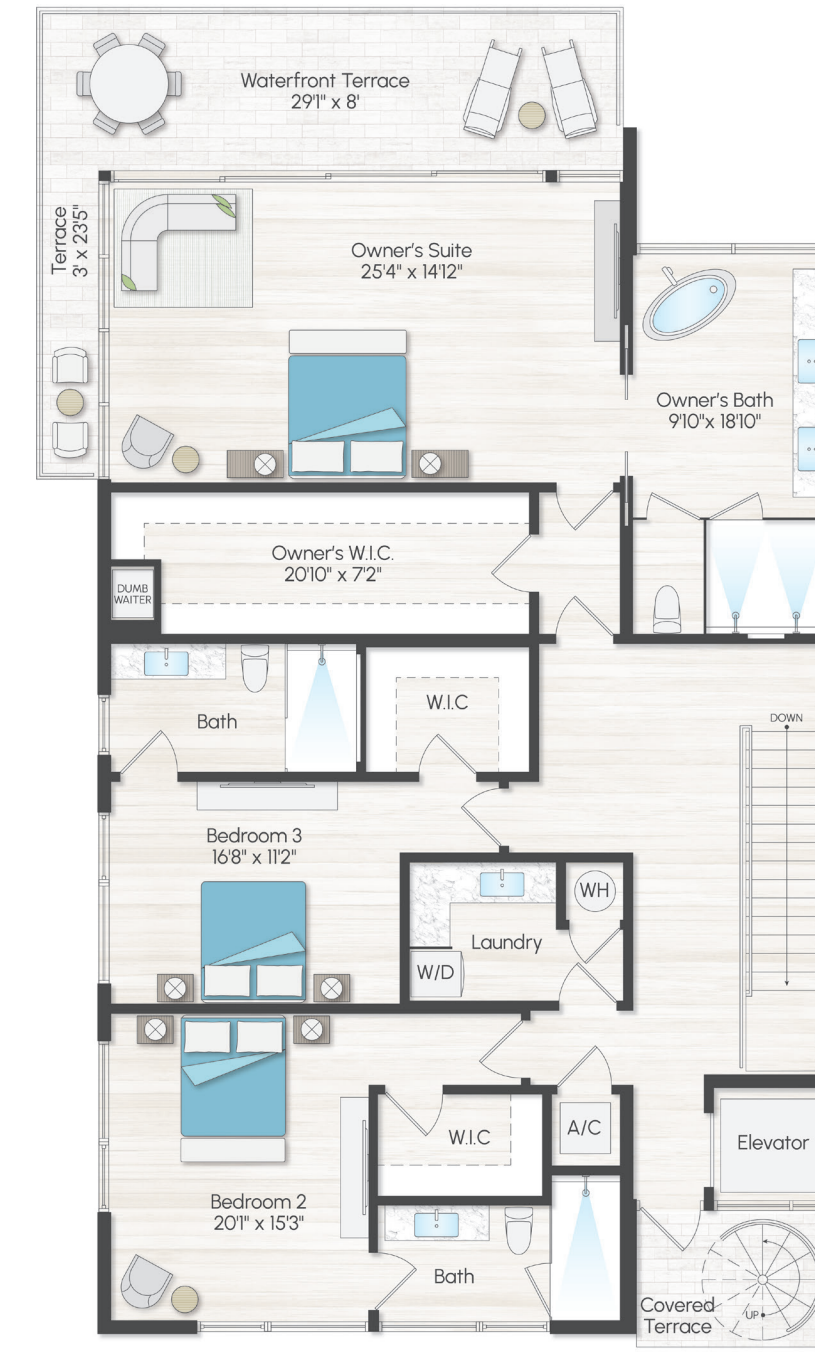 Waterfront Terrace
29'1" x 8'
Terrace
3' x 23'5"
Owner's Suite
25'4" x 14'12"
Owner's Bath
9'10"x 18'10"
Owner's W.I.C.
20'10" x 7'2"
DUMB
WAITER
W.I.C
Bath
DOWN
Bedroom 3
16'8" x 11'2"
WH
Laundry
W/D
A/C
W.I.C
Elevator
Bedroom 2
20'1" x 15'3"
Bath
Covered
Terrace
UP